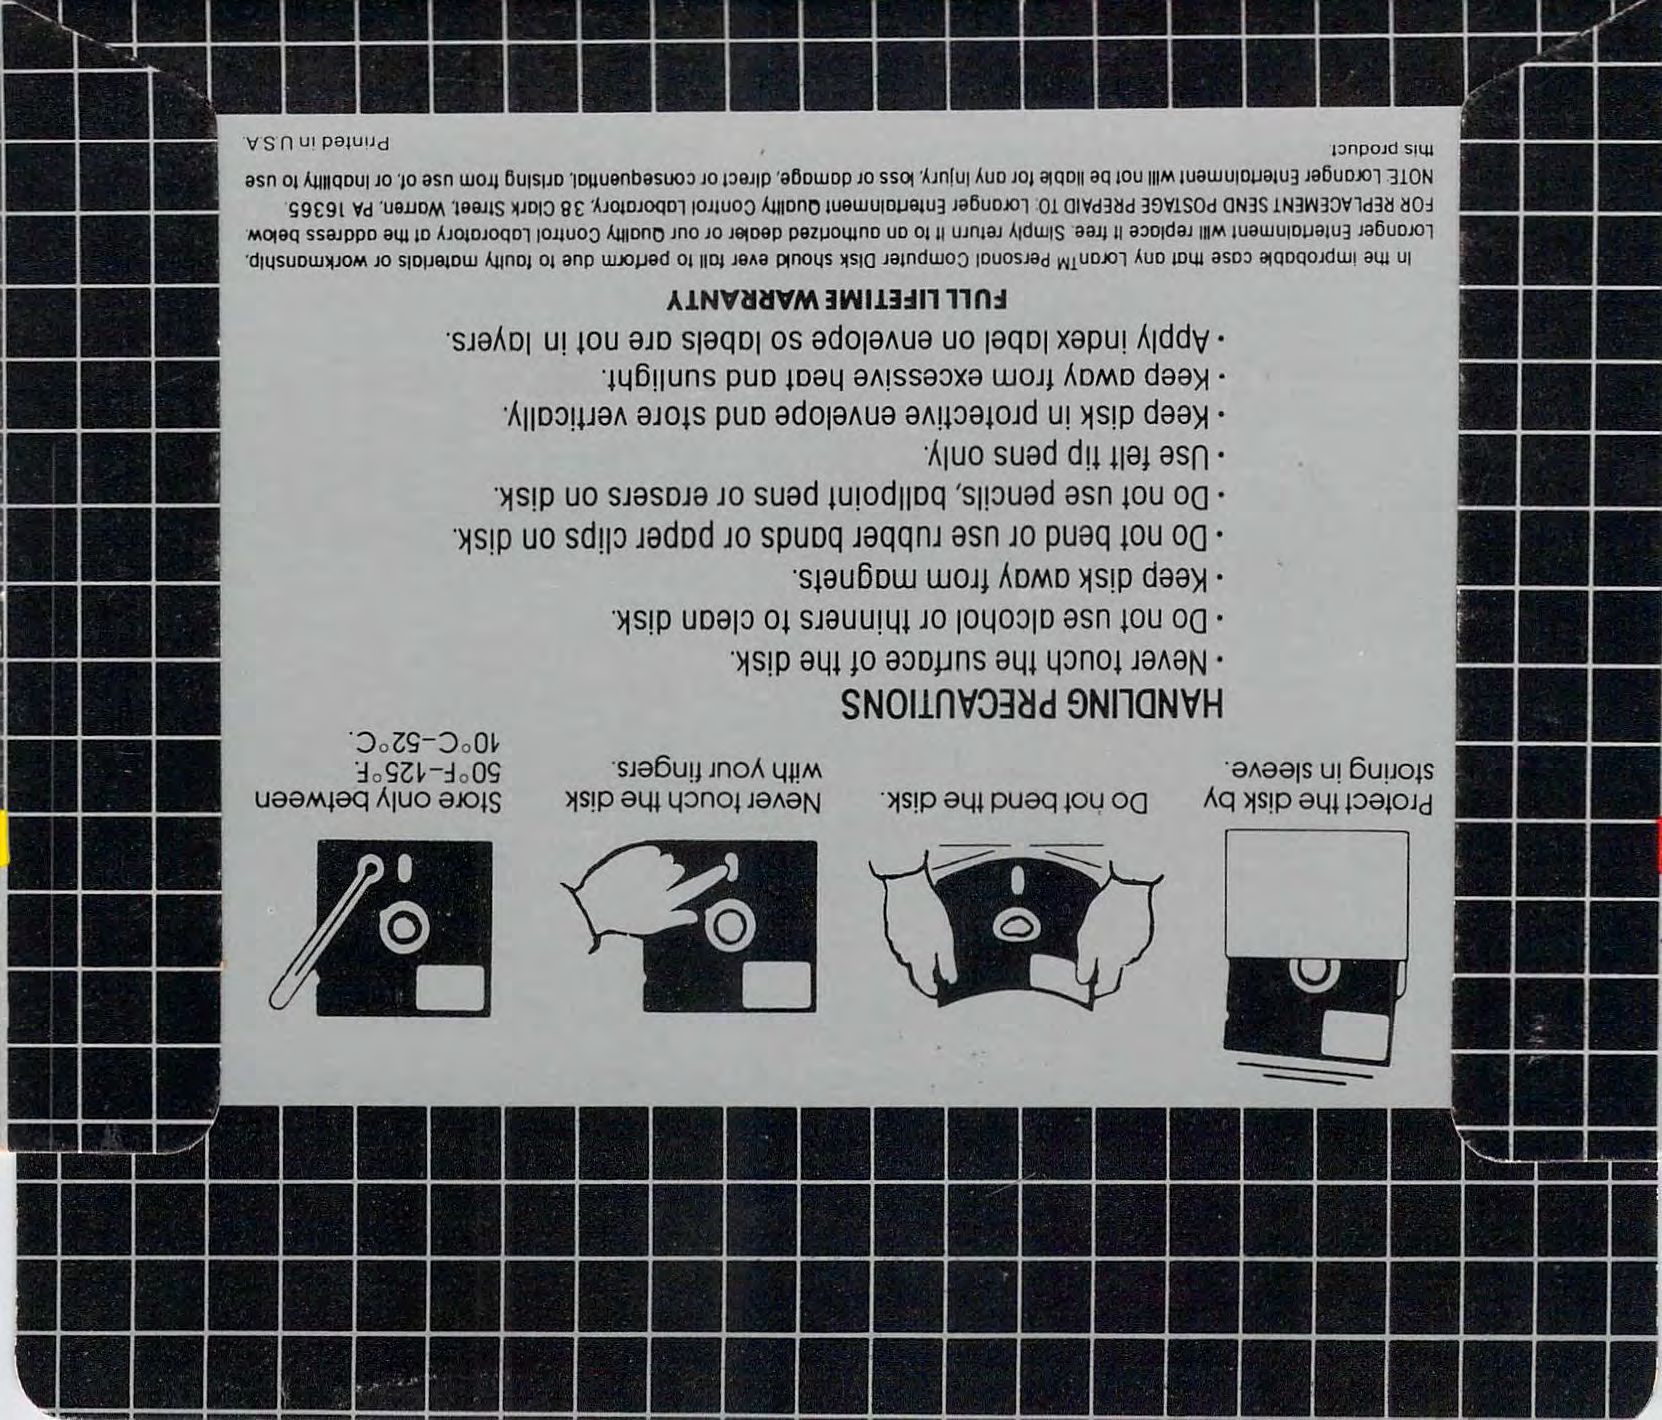 Protect the disk by
storing in sleeve.
Do not bend the disk.
Never touch the disk
with your fingers.
Store only between
50°F–125°F.
10°C–52°C.
HANDLING PRECAUTIONS
• Never touch the surface of the disk.
• Do not use alcohol or thinners to clean disk.
• Keep disk away from magnets.
• Do not bend or use rubber bands or paper clips on disk.
• Do not use pencils, ballpoint pens or erasers on disk.
• Use felt tip pens only.
• Keep disk in protective envelope and store vertically.
• Keep away from excessive heat and sunlight.
• Apply index label on envelope so labels are not in layers.
FULL LIFETIME WARRANTY
In the improbable case that any Loran™ Personal Computer Disk should ever fail to perform due to faulty materials or workmanship,
Loranger Entertainment will replace it free. Simply return it to an authorized dealer or our Quality Control Laboratory at the address below.
FOR REPLACEMENT SEND POSTAGE PREPAID TO: Loranger Entertainment Quality Control Laboratory, 38 Clark Street, Warren, PA 16365.
NOTE: Loranger Entertainment will not be liable for any injury, loss or damage, direct or consequential, arising from use of, or inability to use
this product
Printed in U.S.A.